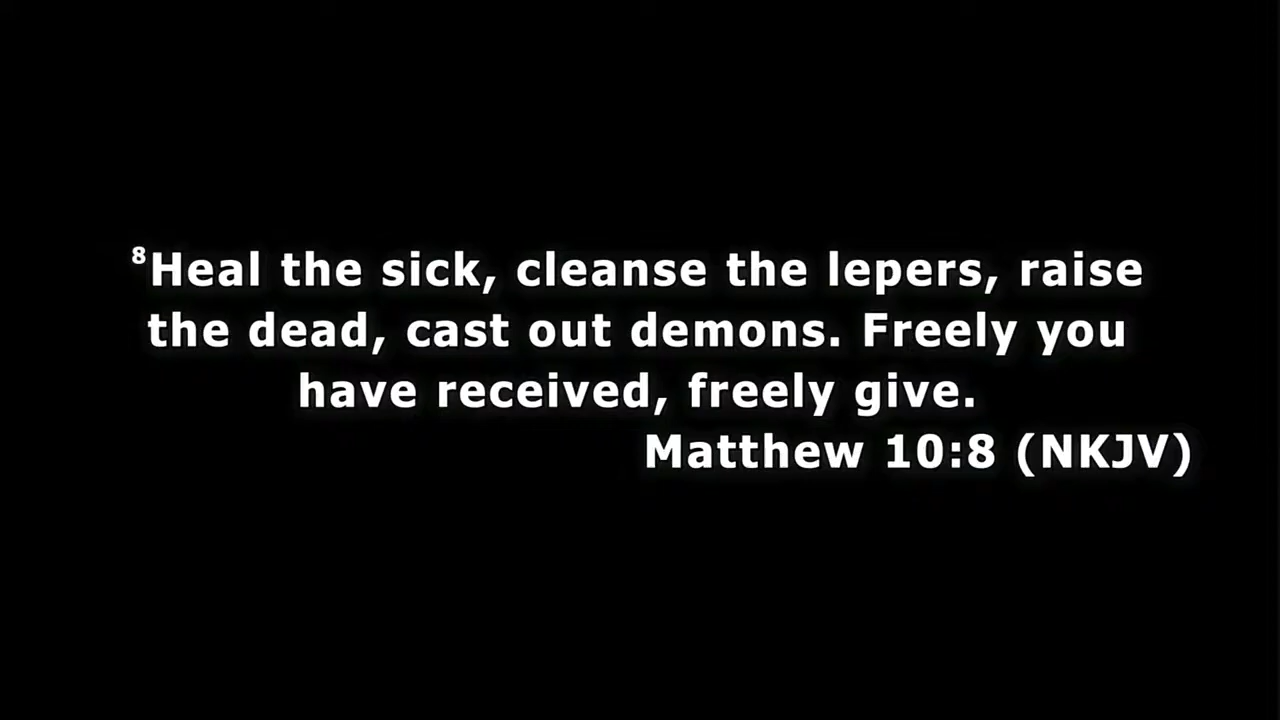 ⁸Heal the sick, cleanse the lepers, raise
the dead, cast out demons. Freely you
have received, freely give.
Matthew 10:8 (NKJV)